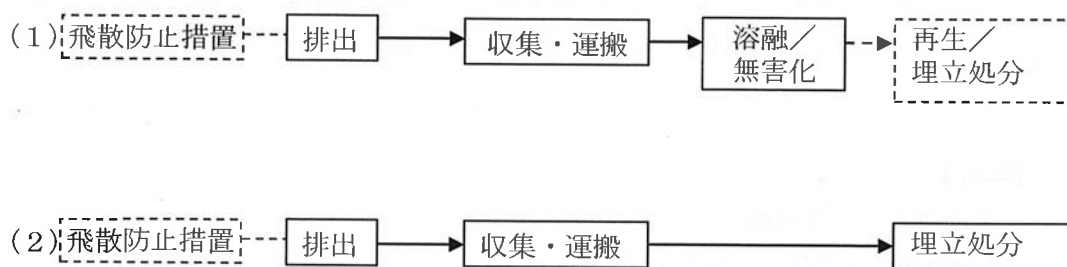 (1) 飛散防止措置 排出 収集・運搬 溶融／ 再生／
無害化 埋立処分
(2) 飛散防止措置 排出 収集・運搬 埋立処分